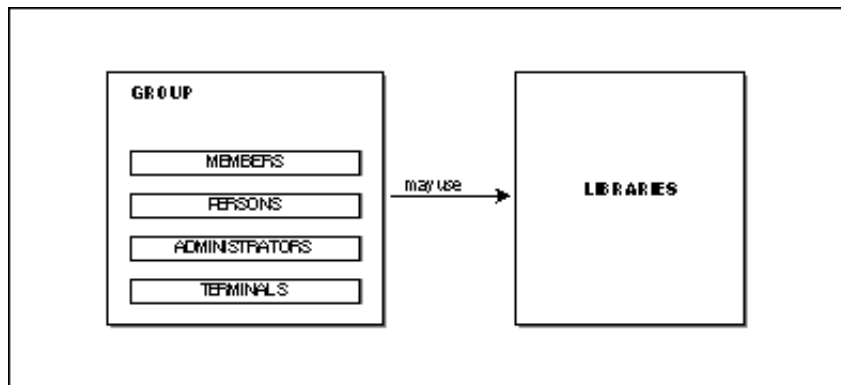 GROUP
MEMBERS
PERSONS
ADMINISTRATORS
TERMINALS
may use
LIBRARIES